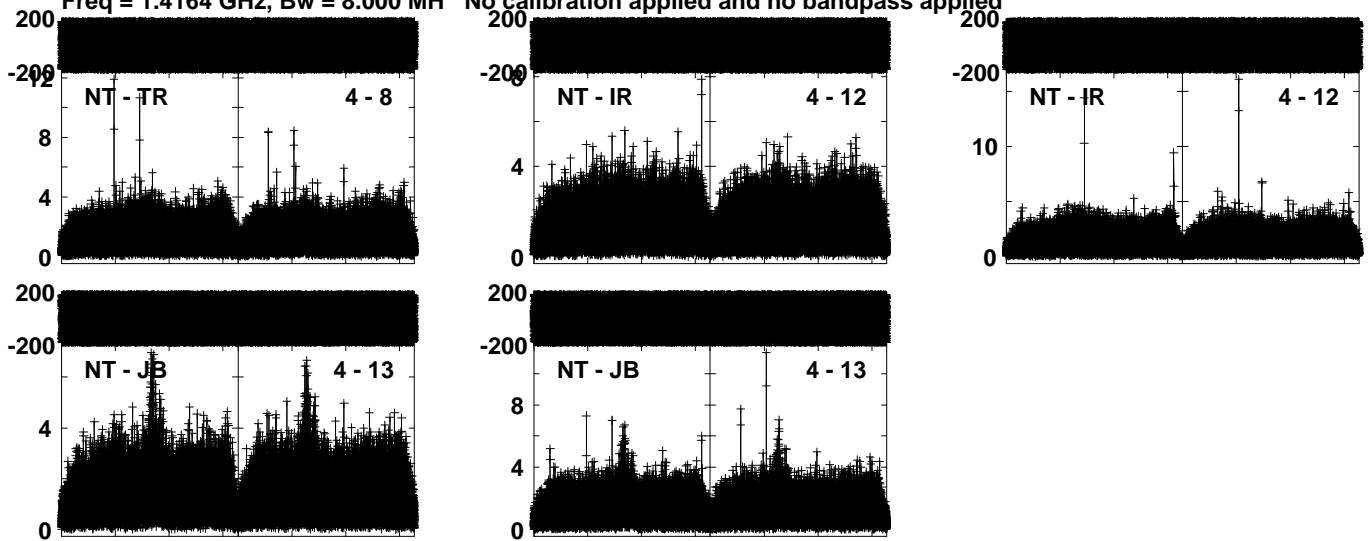 Freq = 1.4164 GHz, Bw = 8.000 MH No calibration applied and no bandpass applied
200 200 200
-200 -200 -200
12 8
NT - TR 4 - 8 NT - IR 4 - 12 NT - IR 4 - 12
8 4 10
4
0 0 0
200 200
-200 -200
NT - JB 4 - 13 NT - JB 4 - 13
4 8
4
0 0